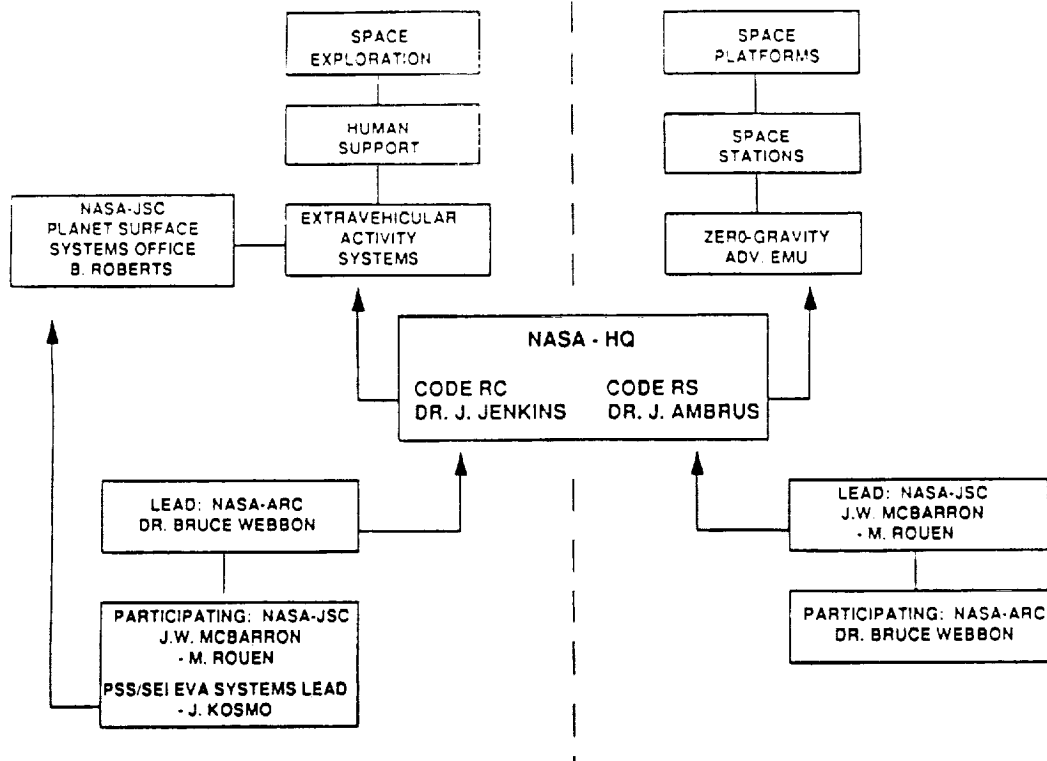 SPACE
EXPLORATION
HUMAN
SUPPORT
NASA-JSC
PLANET SURFACE
SYSTEMS OFFICE
B. ROBERTS
EXTRAVEHICULAR
ACTIVITY
SYSTEMS
SPACE
PLATFORMS
SPACE
STATIONS
ZERO-GRAVITY
ADV. EMU
NASA - HQ
CODE RC
DR. J. JENKINS
CODE RS
DR. J. AMBRUS
LEAD: NASA-ARC
DR. BRUCE WEBBON
PARTICIPATING: NASA-JSC
J.W. MCBARRON
- M. ROUEN
PSS/SEI EVA SYSTEMS LEAD
- J. KOSMO
LEAD: NASA-JSC
J.W. MCBARRON
- M. ROUEN
PARTICIPATING: NASA-ARC
DR. BRUCE WEBBON